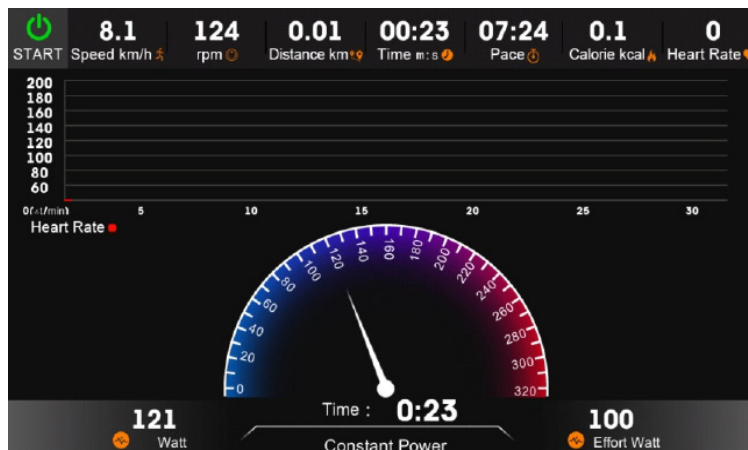 8.1 124 0.01 00:23 07:24 0.1 0
START Speed km/h rpm Distance km Time m:s Pace Calorie kcal Heart Rate
200
180
160
140
120
100
80
60
5 10 15 20 25 30
Heart Rate
0 20 40 60 80 100 120 140 160 180 200 220 240 260 280 300 320
Time : 0:23
121 100
Watt Constant Power Effort Watt